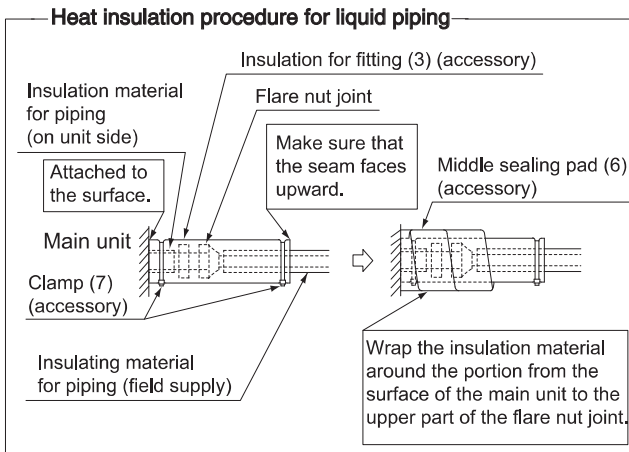 Heat insulation procedure for liquid piping
Insulation for fitting (3) (accessory)
Insulation material
for piping
(on unit side)
Flare nut joint
Attached to
the surface.
Make sure that
the seam faces
upward.
Middle sealing pad (6)
(accessory)
Main unit
Clamp (7)
(accessory)
Insulating material
for piping (field supply)
Wrap the insulation material
around the portion from the
surface of the main unit to the
upper part of the flare nut joint.